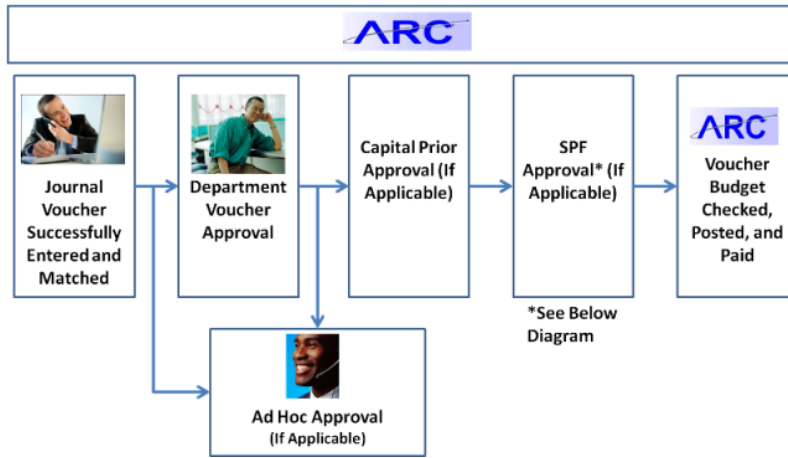 ARC
Journal
Voucher
Successfully
Entered and
Matched
Department
Voucher
Approval
Capital Prior
Approval (If
Applicable)
SPF
Approval* (If
Applicable)
ARC
Voucher
Budget
Checked,
Posted, and
Paid
*See Below
Diagram
Ad Hoc Approval
(If Applicable)